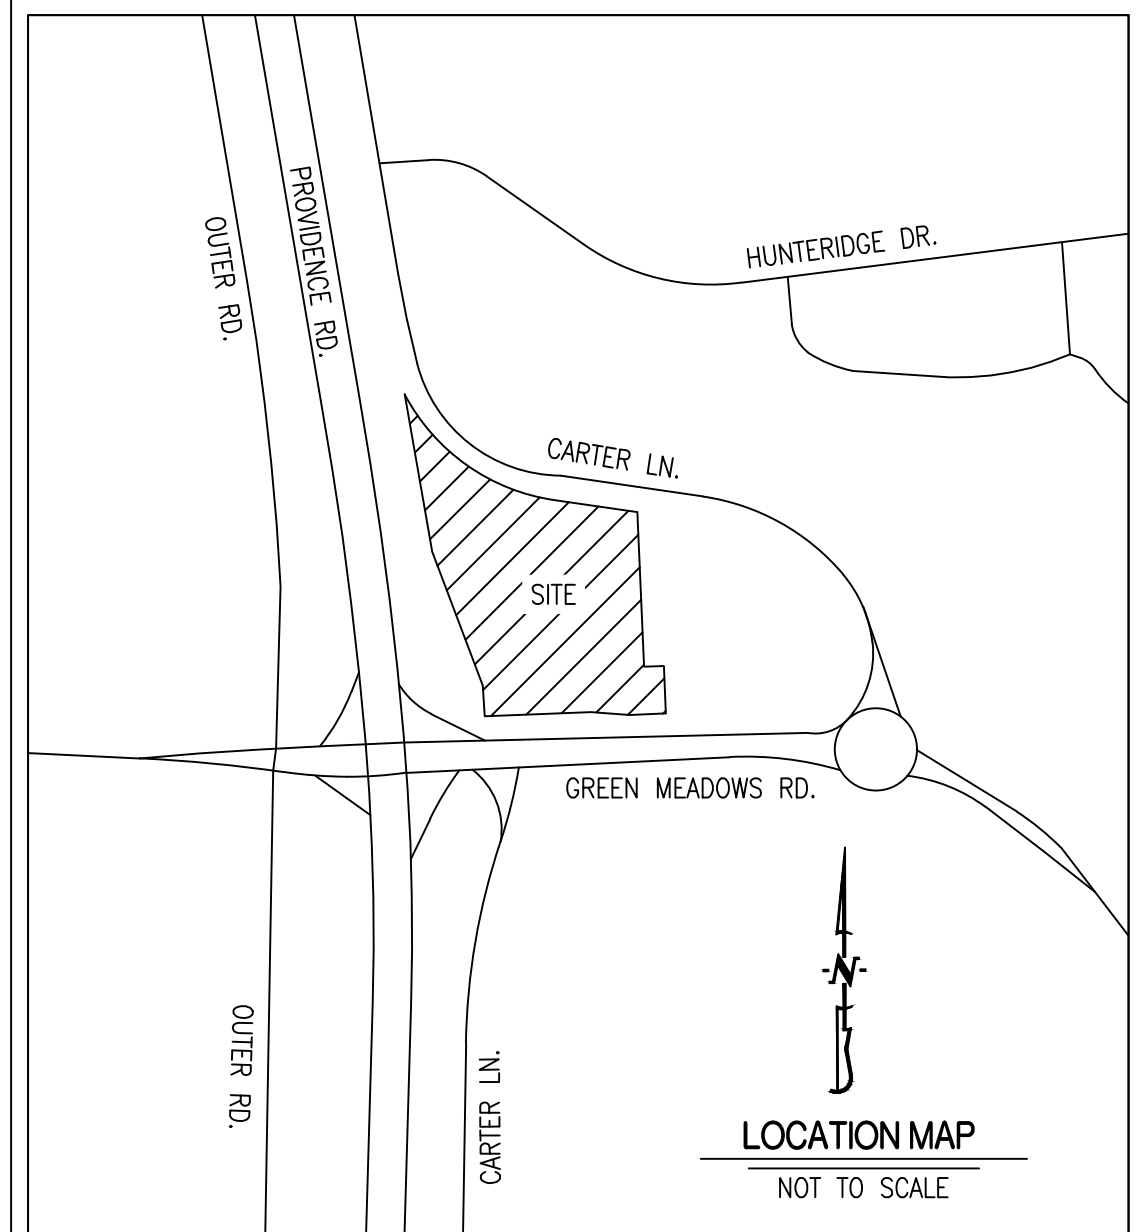 PROVIDENCE RD.
OUTER RD.
HUNTERIDGE DR.
CARTER LN.
SITE
GREEN MEADOWS RD.
-N-
OUTER RD.
CARTER LN.
LOCATION MAP
NOT TO SCALE